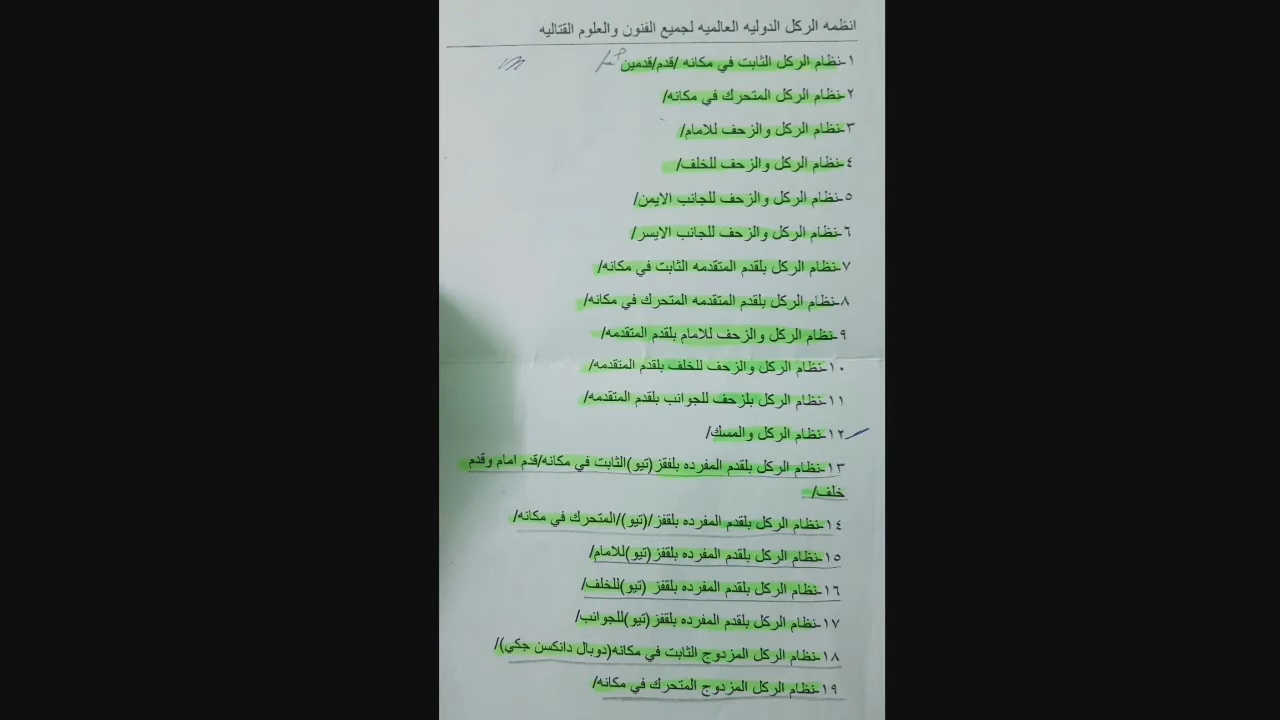 انظمه الركل الدوليه العالميه لجميع الفنون والعلوم القتاليه
١-نظام الركل الثابت في مكانه /قدم/قدمين
٢-نظام الركل المتحرك في مكانه/
٣-نظام الركل والزحف للامام/
٤-نظام الركل والزحف للخلف/
٥-نظام الركل والزحف للجانب الايمن/
٦-نظام الركل والزحف للجانب الايسر/
٧-نظام الركل بلقدم المتقدمه الثابت في مكانه/
٨-نظام الركل بلقدم المتقدمه المتحرك في مكانه/
٩-نظام الركل والزحف للامام بلقدم المتقدمه/
١٠-نظام الركل والزحف للخلف بلقدم المتقدمه/
١١-نظام الركل بلزحف للجوانب بلقدم المتقدمه/
١٢-نظام الركل والمسك/
١٣-نظام الركل بلقدم المفرده بلفقز(تيو)الثابت في مكانه/قدم امام وقدم
خلف/
١٤-نظام الركل بلقدم المفرده بلقفز/(تيو)/المتحرك في مكانه/
١٥-نظام الركل بلقدم المفرده بلقفز(تيو)للامام/
١٦-نظام الركل بلقدم المفرده بلقفز (تيو)للخلف/
١٧-نظام الركل بلقدم المفرده بلقفز(تيو)للجوانب/
١٨-نظام الركل المزدوج الثابت في مكانه(دوبال دانكسن جكي)/
١٩-نظام الركل المزدوج المتحرك في مكانه/